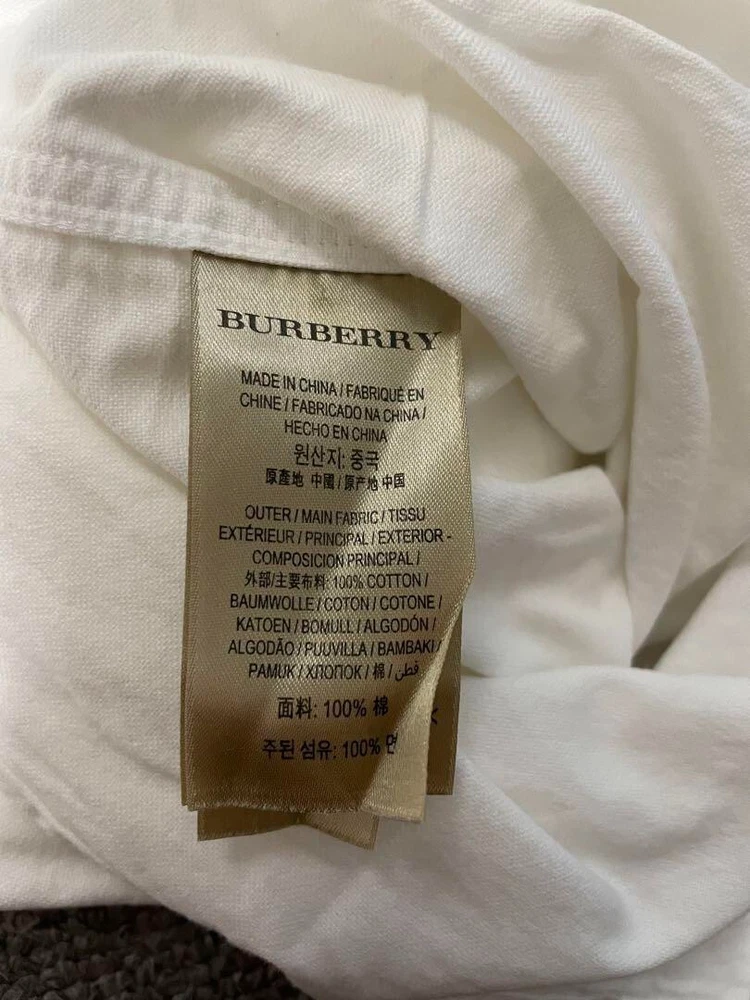 BURBERRY
MADE IN CHINA / FABRIQUÉ EN
CHINE / FABRICADO NA CHINA /
HECHO EN CHINA
원산지: 중국
原產地 中國 / 原产地 中国
OUTER / MAIN FABRIC / TISSU
EXTÉRIEUR / PRINCIPAL / EXTERIOR -
COMPOSICION PRINCIPAL /
外部/主要布料: 100% COTTON /
BAUMWOLLE / COTON / COTONE /
KATOEN / BOMULL / ALGODÓN /
ALGODÃO / PUUVILLA / BAMBAKI /
PAMUK / ХЛОПОК / 棉 / قطن
面料: 100% 棉
주된 섬유: 100% 면